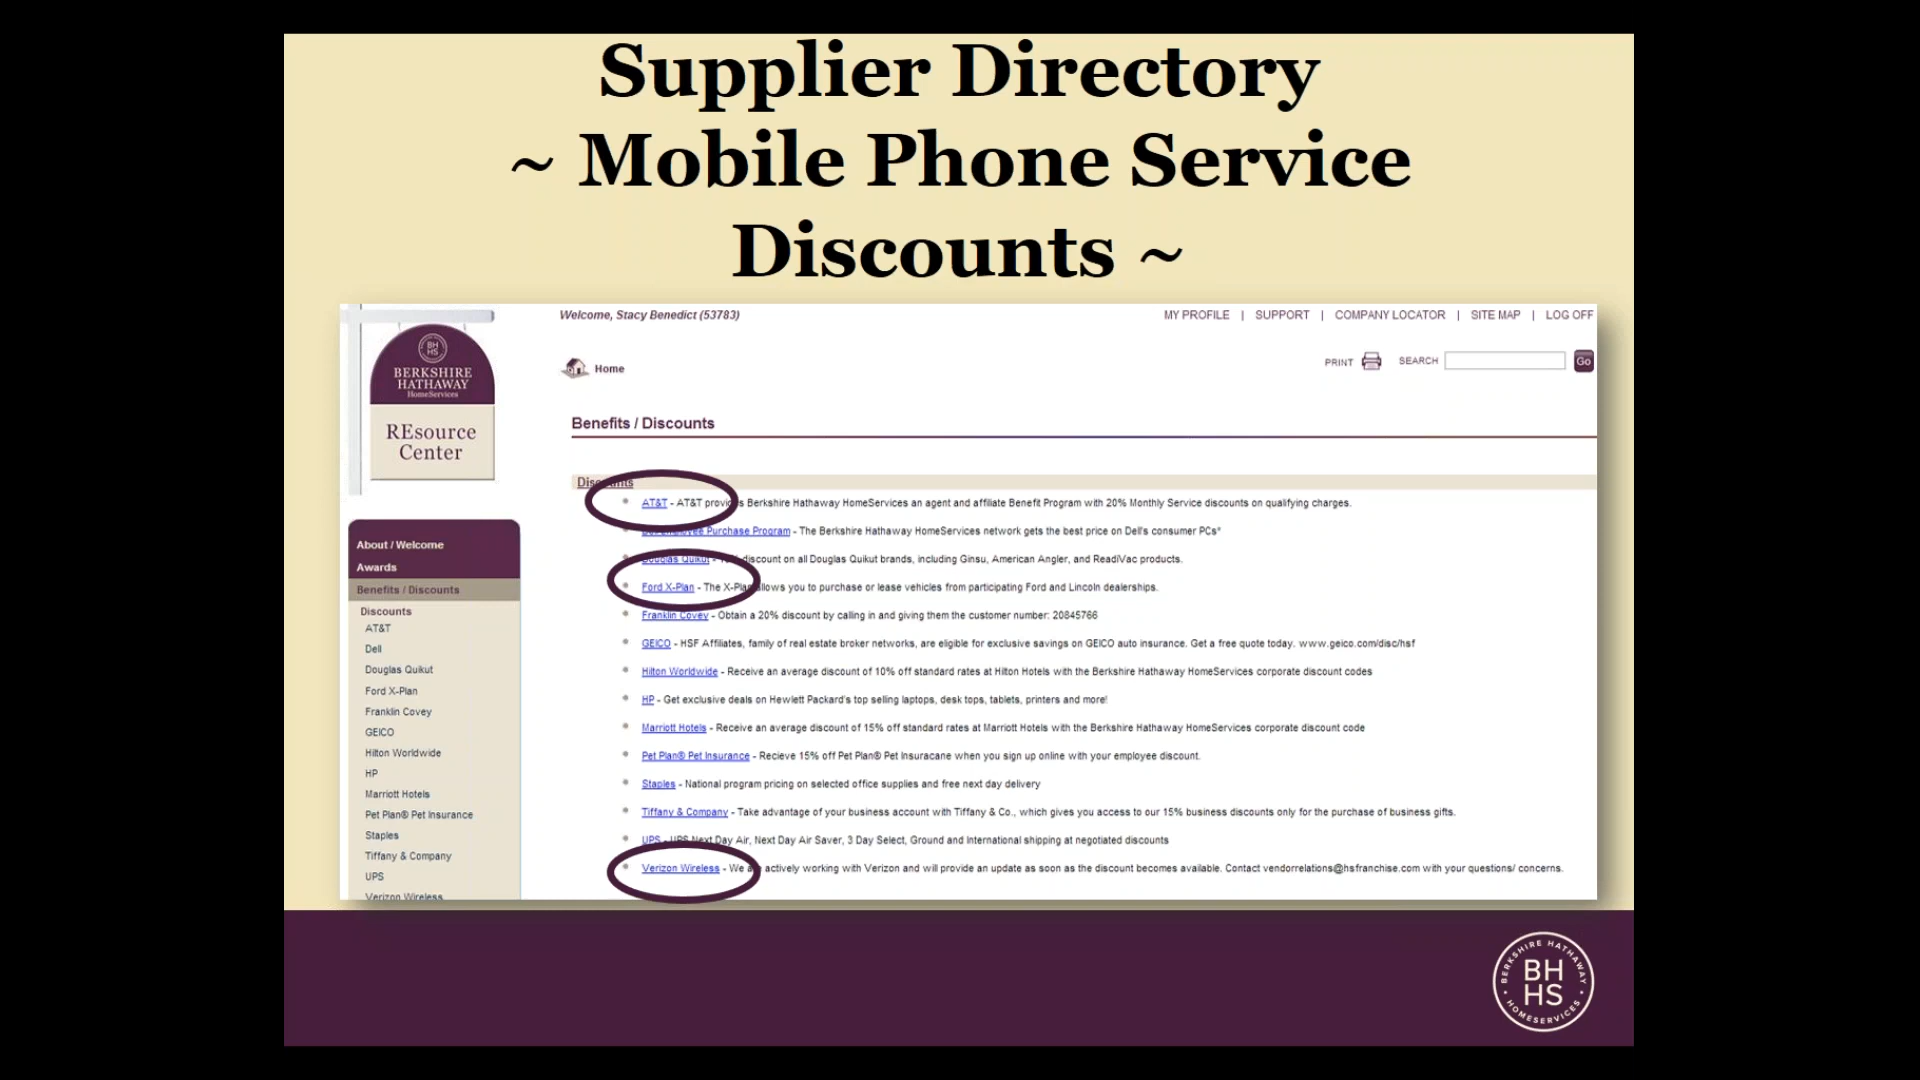 Supplier Directory
~ Mobile Phone Service
Discounts ~
Welcome, Stacy Benedict (53783)
MY PROFILE | SUPPORT | COMPANY LOCATOR | SITE MAP | LOG OFF
BH
HS
BERKSHIRE
HATHAWAY
HomeServices
REsource
Center
Home
PRINT
SEARCH
Go
Benefits / Discounts
Discounts
AT&T - AT&T provides Berkshire Hathaway HomeServices an agent and affiliate Benefit Program with 20% Monthly Service discounts on qualifying charges.
Employee Purchase Program - The Berkshire Hathaway HomeServices network gets the best price on Dell's consumer PCs*
Douglas Quikut - discount on all Douglas Quikut brands, including Ginsu, American Angler, and ReadiVac products.
Ford X-Plan - The X-Plan allows you to purchase or lease vehicles from participating Ford and Lincoln dealerships.
Franklin Covey - Obtain a 20% discount by calling in and giving them the customer number: 20845766
GEICO - HSF Affiliates, family of real estate broker networks, are eligible for exclusive savings on GEICO auto insurance. Get a free quote today. www.geico.com/disc/hsf
Hilton Worldwide - Receive an average discount of 10% off standard rates at Hilton Hotels with the Berkshire Hathaway HomeServices corporate discount codes
HP - Get exclusive deals on Hewlett Packard's top selling laptops, desk tops, tablets, printers and more!
Marriott Hotels - Receive an average discount of 15% off standard rates at Marriott Hotels with the Berkshire Hathaway HomeServices corporate discount code
Pet Plan® Pet Insurance - Recieve 15% off Pet Plan® Pet Insuracane when you sign up online with your employee discount.
Staples - National program pricing on selected office supplies and free next day delivery
Tiffany & Company - Take advantage of your business account with Tiffany & Co., which gives you access to our 15% business discounts only for the purchase of business gifts.
UPS - UPS Next Day Air, Next Day Air Saver, 3 Day Select, Ground and International shipping at negotiated discounts
Verizon Wireless - We are actively working with Verizon and will provide an update as soon as the discount becomes available. Contact vendorrelations@hsfranchise.com with your questions/ concerns.
About / Welcome
Awards
Benefits / Discounts
Discounts
AT&T
Dell
Douglas Quikut
Ford X-Plan
Franklin Covey
GEICO
Hilton Worldwide
HP
Marriott Hotels
Pet Plan® Pet Insurance
Staples
Tiffany & Company
UPS
Verizon Wireless
BERKSHIRE HATHAWAY
BH
HS
HOMESERVICES